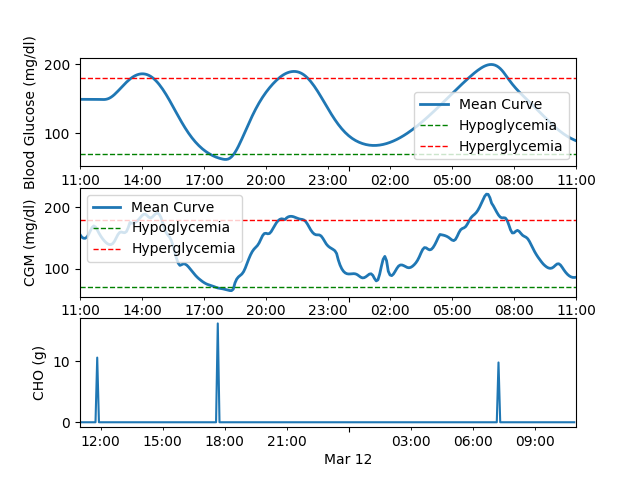 Blood Glucose (mg/dl)
200
100
Mean Curve
Hypoglycemia
Hyperglycemia
11:00 14:00 17:00 20:00 23:00 02:00 05:00 08:00 11:00
CGM (mg/dl)
200
100
Mean Curve
Hypoglycemia
Hyperglycemia
11:00 14:00 17:00 20:00 23:00 02:00 05:00 08:00 11:00
CHO (g)
10
0
12:00 15:00 18:00 21:00 03:00 06:00 09:00
Mar 12